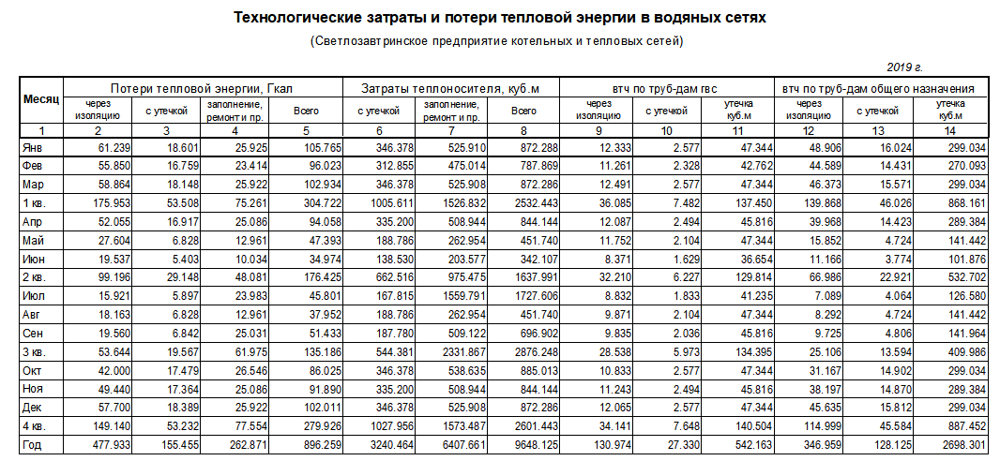 Технологические затраты и потери тепловой энергии в водяных сетях
(Светлозавтринское предприятие котельных и тепловых сетей)
2019 г.
Месяц Потери тепловой энергии, Гкал Затраты теплоносителя, куб.м втч по труб-дам гвс втч по труб-дам общего назначения
через изоляцию с утечкой заполнение, ремонт и пр. Всего с утечкой заполнение, ремонт и пр. Всего через изоляцию с утечкой утечка куб.м через изоляцию с утечкой утечка куб.м
1 2 3 4 5 6 7 8 9 10 11 12 13 14
Янв 61.239 18.601 25.925 105.765 346.378 525.910 872.288 12.333 2.577 47.344 48.906 16.024 299.034
Фев 55.850 16.759 23.414 96.023 312.855 475.014 787.869 11.261 2.328 42.762 44.589 14.431 270.093
Мар 58.864 18.148 25.922 102.934 346.378 525.908 872.286 12.491 2.577 47.344 46.373 15.571 299.034
1 кв. 175.953 53.508 75.261 304.722 1005.611 1526.832 2532.443 36.085 7.482 137.450 139.868 46.026 868.161
Апр 52.055 16.917 25.086 94.058 335.200 508.944 844.144 12.087 2.494 45.816 39.968 14.423 289.384
Май 27.604 6.828 12.961 47.393 188.786 262.954 451.740 11.752 2.104 47.344 15.852 4.724 141.442
Июн 19.537 5.403 10.034 34.974 138.530 203.577 342.107 8.371 1.629 36.654 11.166 3.774 101.876
2 кв. 99.196 29.148 48.081 176.425 662.516 975.475 1637.991 32.210 6.227 129.814 66.986 22.921 532.702
Июл 15.921 5.897 23.983 45.801 167.815 1559.791 1727.606 8.832 1.833 41.235 7.089 4.064 126.580
Авг 18.163 6.828 12.961 37.952 188.786 262.954 451.740 9.871 2.104 47.344 8.292 4.724 141.442
Сен 19.560 6.842 25.031 51.433 187.780 509.122 696.902 9.835 2.036 45.816 9.725 4.806 141.964
3 кв. 53.644 19.567 61.975 135.186 544.381 2331.867 2876.248 28.538 5.973 134.395 25.106 13.594 409.986
Окт 42.000 17.479 26.546 86.025 346.378 538.635 885.013 10.833 2.577 47.344 31.167 14.902 299.034
Ноя 49.440 17.364 25.086 91.890 335.200 508.944 844.144 11.243 2.494 45.816 38.197 14.870 289.384
Дек 57.700 18.389 25.922 102.011 346.378 525.908 872.286 12.065 2.577 47.344 45.635 15.812 299.034
4 кв. 149.140 53.232 77.554 279.926 1027.956 1573.487 2601.443 34.141 7.648 140.504 114.999 45.584 887.452
Год 477.933 155.455 262.871 896.259 3240.464 6407.661 9648.125 130.974 27.330 542.163 346.959 128.125 2698.301